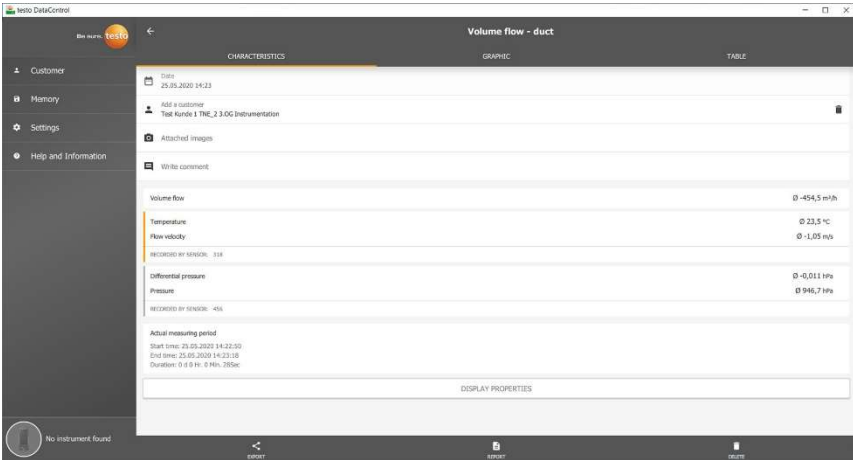 testo DataControl
Be sure. testo
Customer
Memory
Settings
Help and Information
No instrument found
Volume flow - duct
CHARACTERISTICS GRAPHIC TABLE
Date
25.05.2020 14:23
Add a customer
Test Kunde 1 TNE_2 3.OG Instrumentation
Attached images
Write comment
Volume flow Ø -454,5 m³/h
Temperature Ø 23,5 °C
Flow velocity Ø -1,05 m/s
RECORDED BY SENSOR: 318
Differential pressure Ø -0,011 hPa
Pressure Ø 946,7 hPa
RECORDED BY SENSOR: 456
Actual measuring period
Start time: 25.05.2020 14:22:50
End time: 25.05.2020 14:23:18
Duration: 0 d 0 Hr. 0 Min. 28Sec
DISPLAY PROPERTIES
EXPORT REPORT DELETE